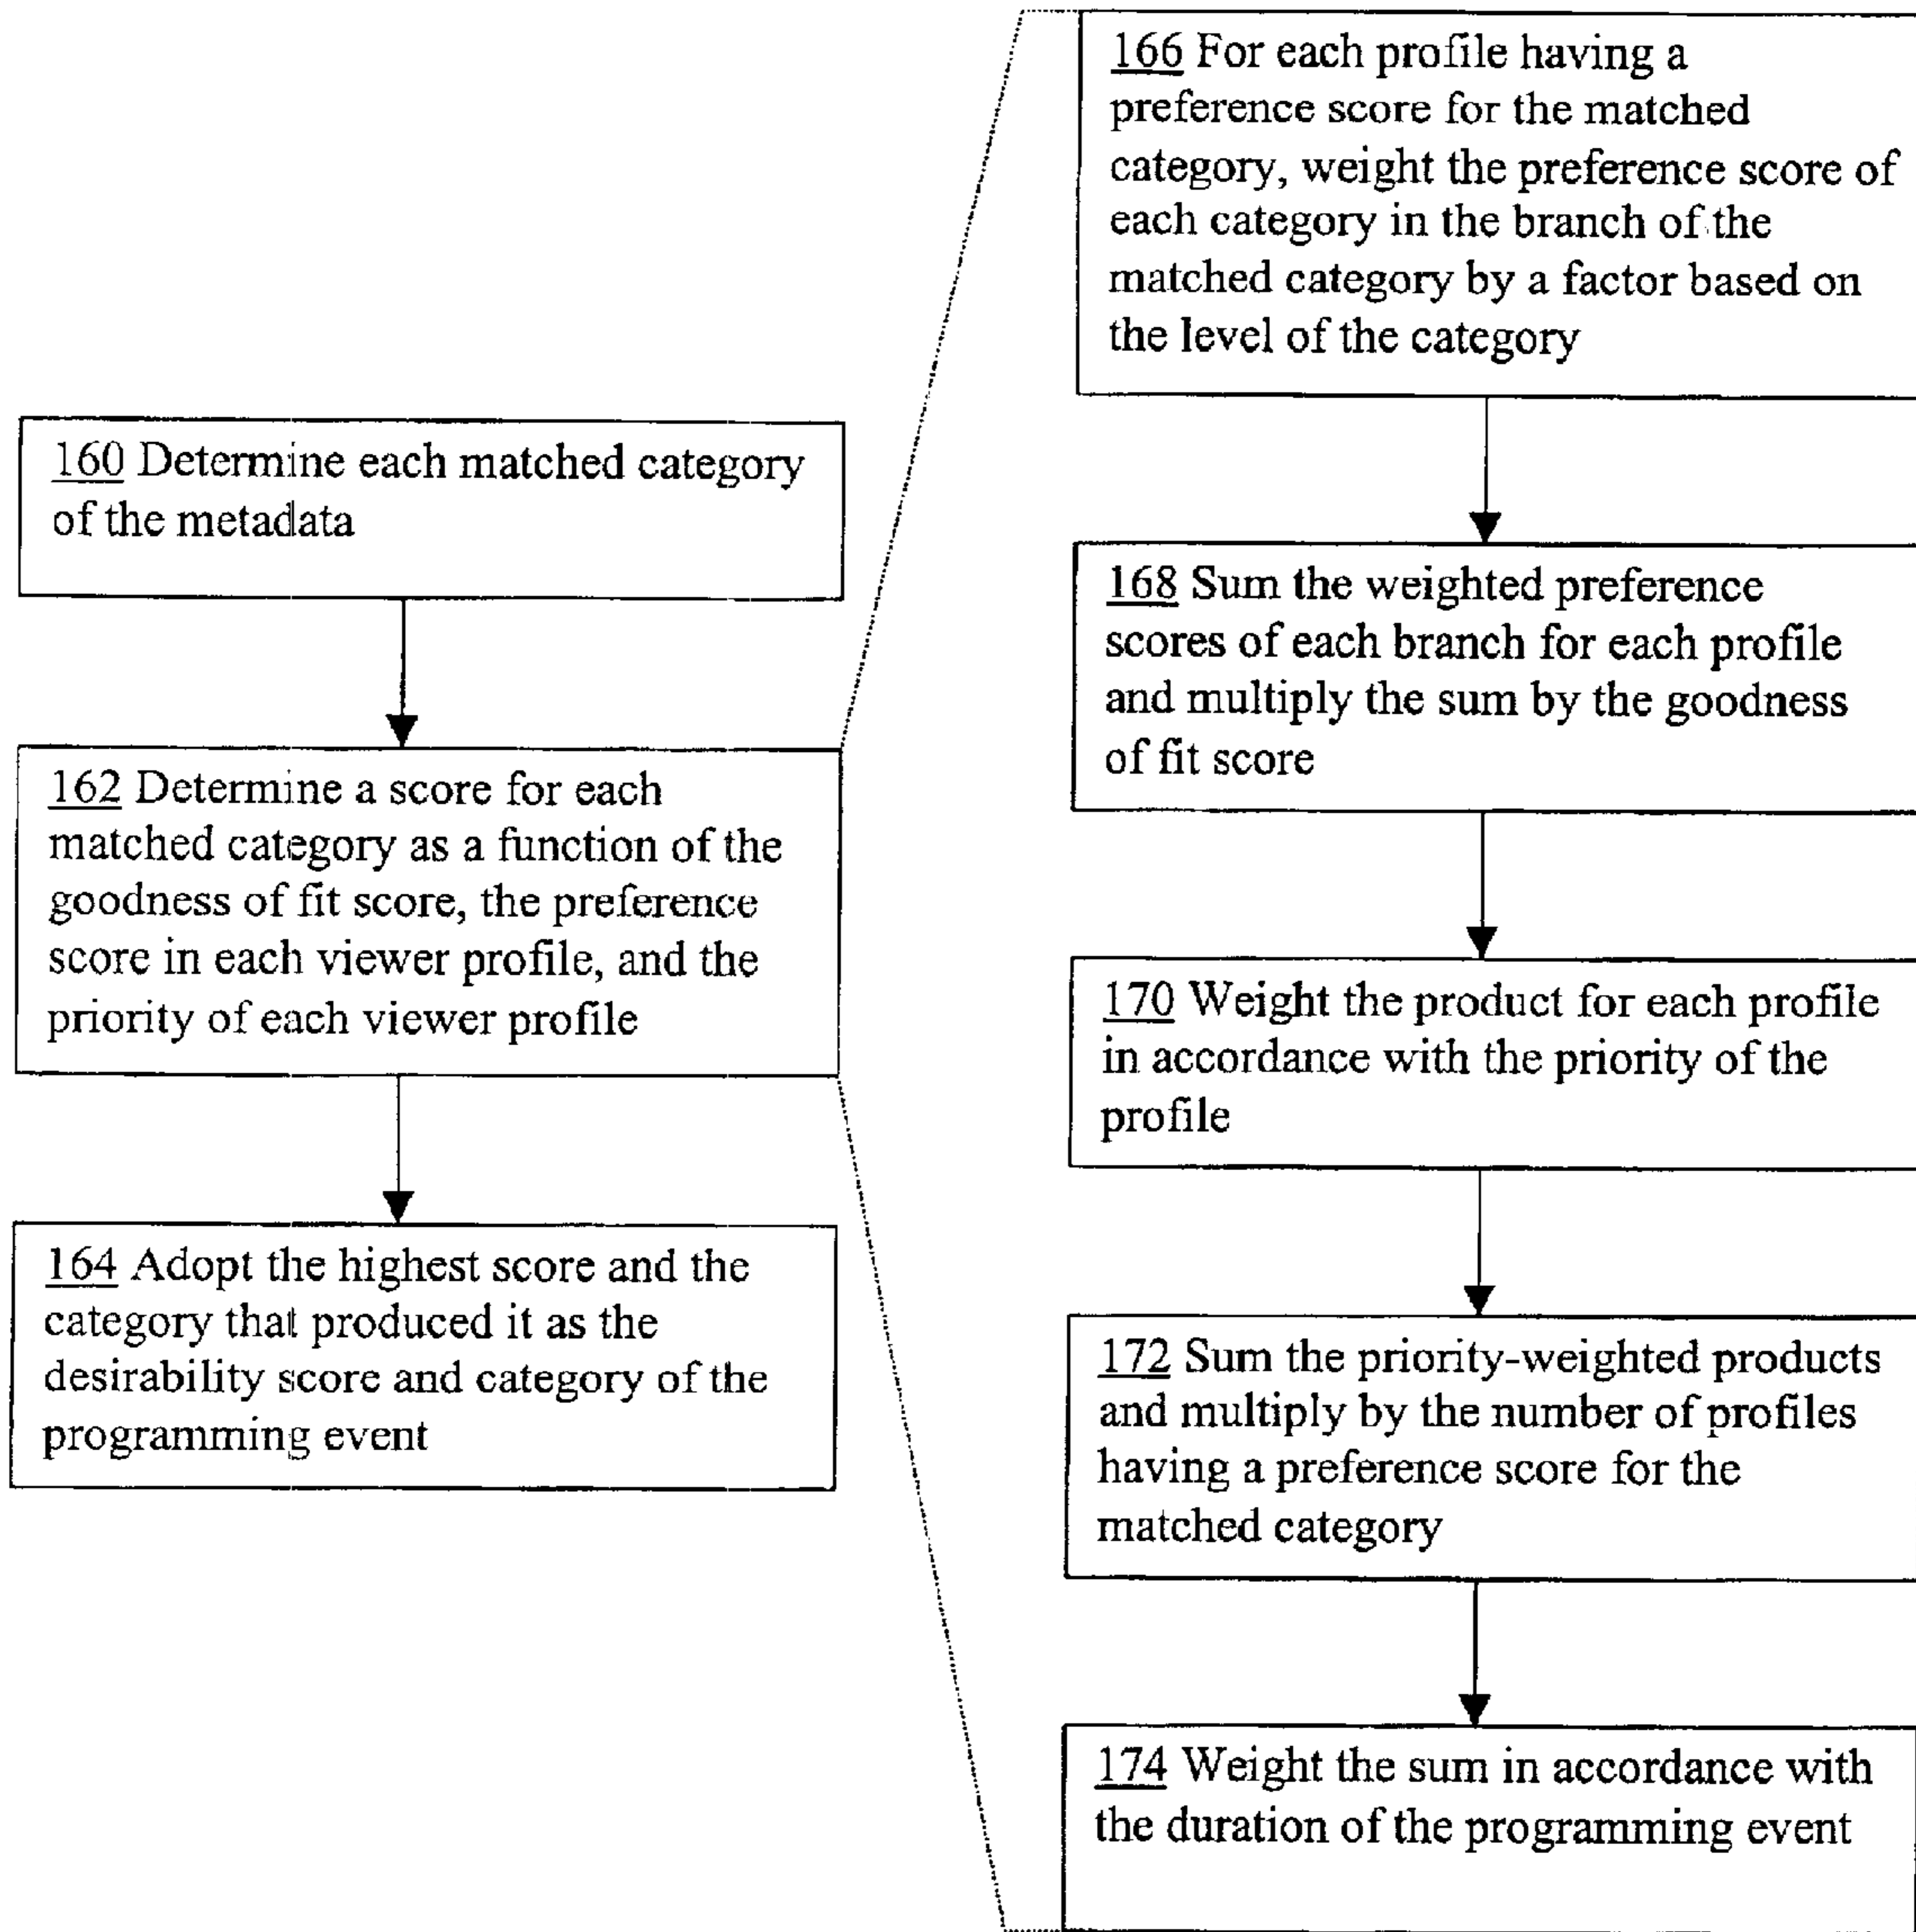 160 Determine each matched category
of the metadata
162 Determine a score for each
matched category as a function of the
goodness of fit score, the preference
score in each viewer profile, and the
priority of each viewer profile
164 Adopt the highest score and the
category that produced it as the
desirability score and category of the
programming event
166 For each profile having a
preference score for the matched
category, weight the preference score of
each category in the branch of the
matched category by a factor based on
the level of the category
168 Sum the weighted preference
scores of each branch for each profile
and multiply the sum by the goodness
of fit score
170 Weight the product for each profile
in accordance with the priority of the
profile
172 Sum the priority-weighted products
and multiply by the number of profiles
having a preference score for the
matched category
174 Weight the sum in accordance with
the duration of the programming event